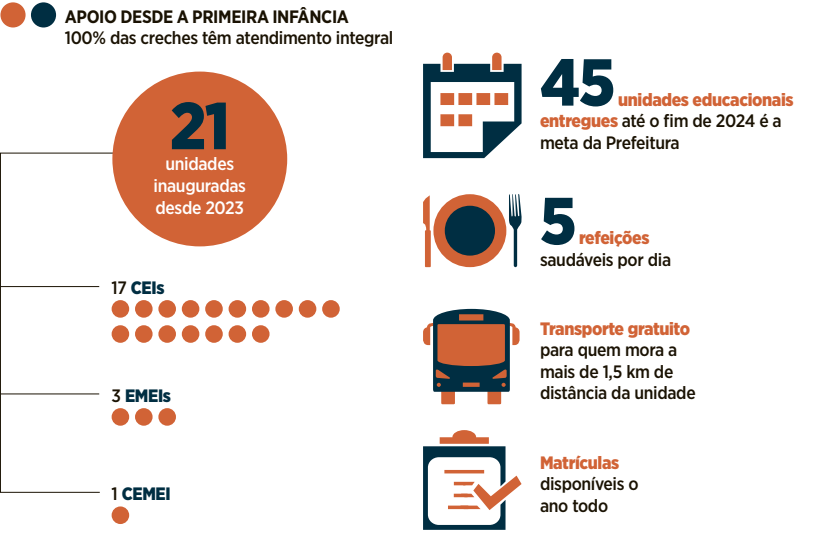 APOIO DESDE A PRIMEIRA INFÂNCIA
100% das creches têm atendimento integral
21
unidades
inauguradas
desde 2023
17 CEIs
3 EMEIs
1 CEMEI
45 unidades educacionais
entregues até o fim de 2024 é a
meta da Prefeitura
5 refeições
saudáveis por dia
Transporte gratuito
para quem mora a
mais de 1,5 km de
distância da unidade
Matrículas
disponíveis o
ano todo